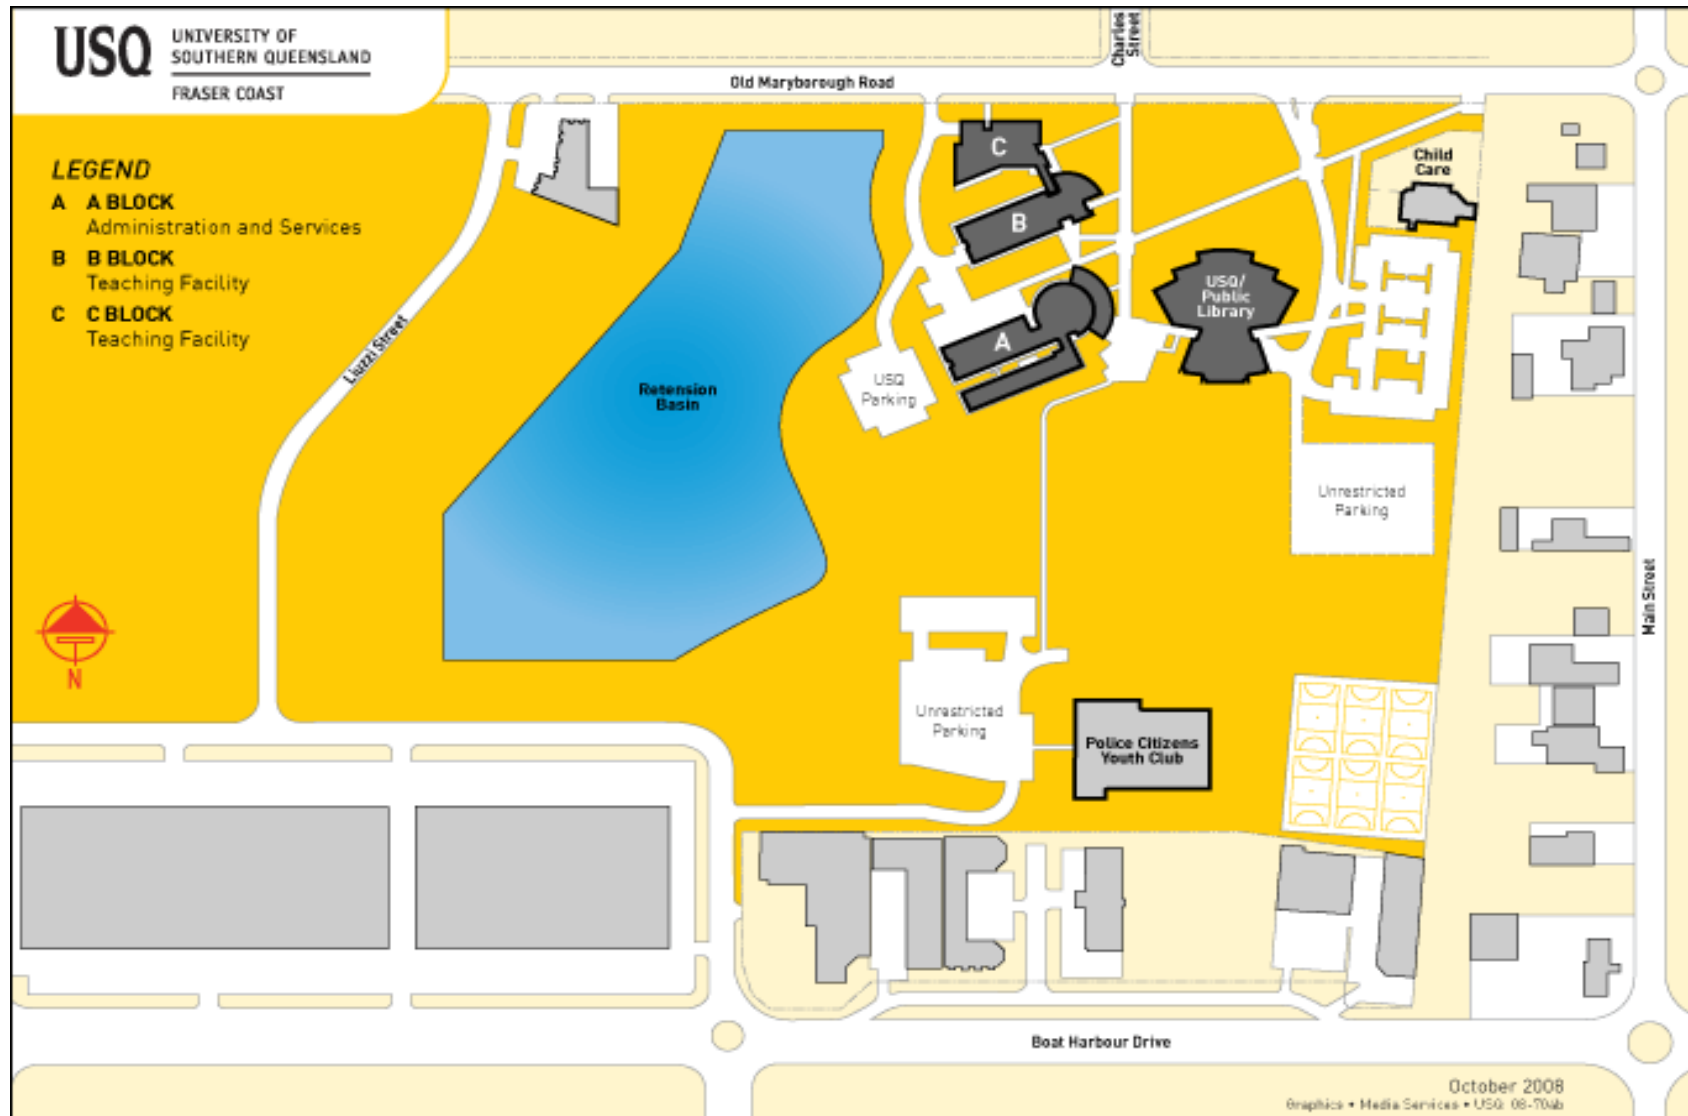 USQ
UNIVERSITY OF
SOUTHERN QUEENSLAND
FRASER COAST
LEGEND
A A BLOCK
Administration and Services
B B BLOCK
Teaching Facility
C C BLOCK
Teaching Facility
Charles
Street
Old Maryborough Road
C
B
A
USQ/
Public
Library
Child
Care
Liuzzi Street
Retension
Basin
USQ
Parking
Unrestricted
Parking
Main Street
N
Unrestricted
Parking
Police Citizens
Youth Club
Boat Harbour Drive
October 2008
Graphics • Media Services • USQ 08-704b